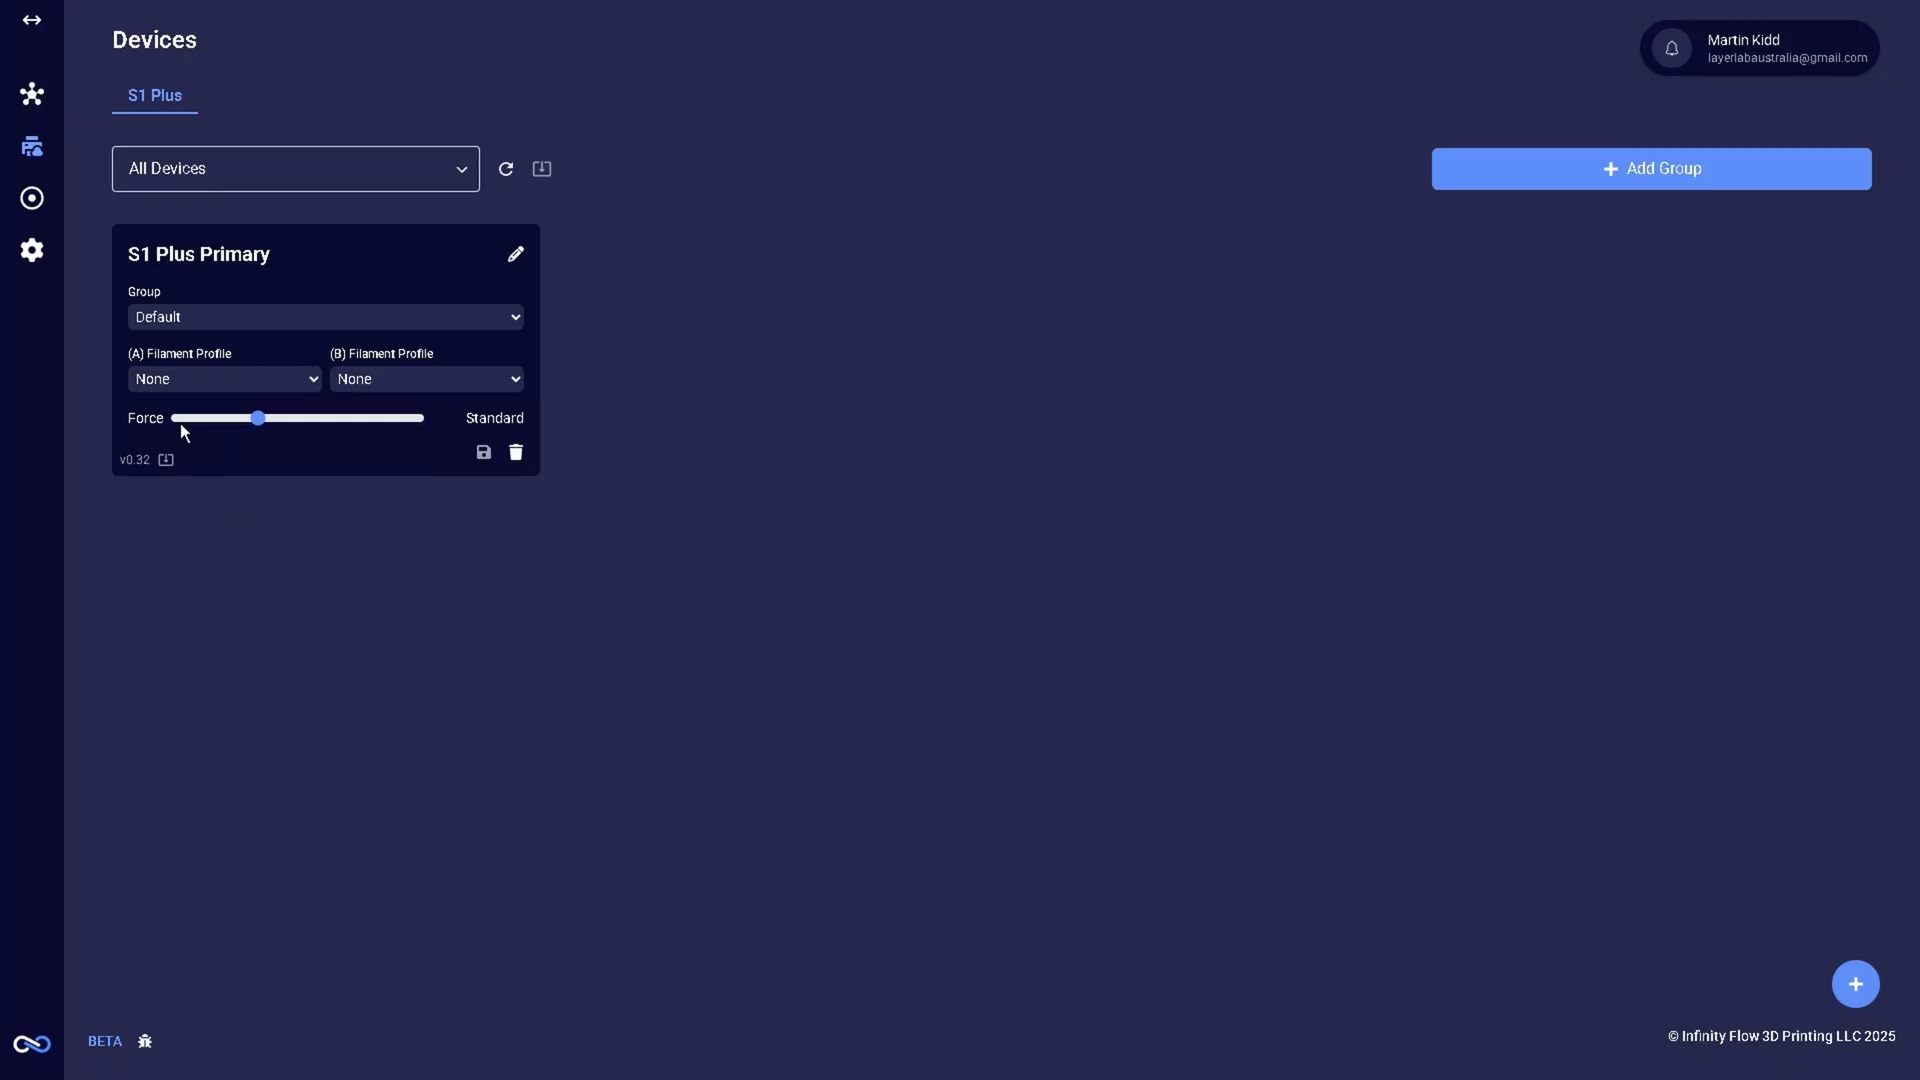 Devices
Martin Kidd
layerlabaustralia@gmail.com
S1 Plus
All Devices
Add Group
S1 Plus Primary
Group
Default
(A) Filament Profile
(B) Filament Profile
None
None
Force
Standard
v0.32
BETA
© Infinity Flow 3D Printing LLC 2025